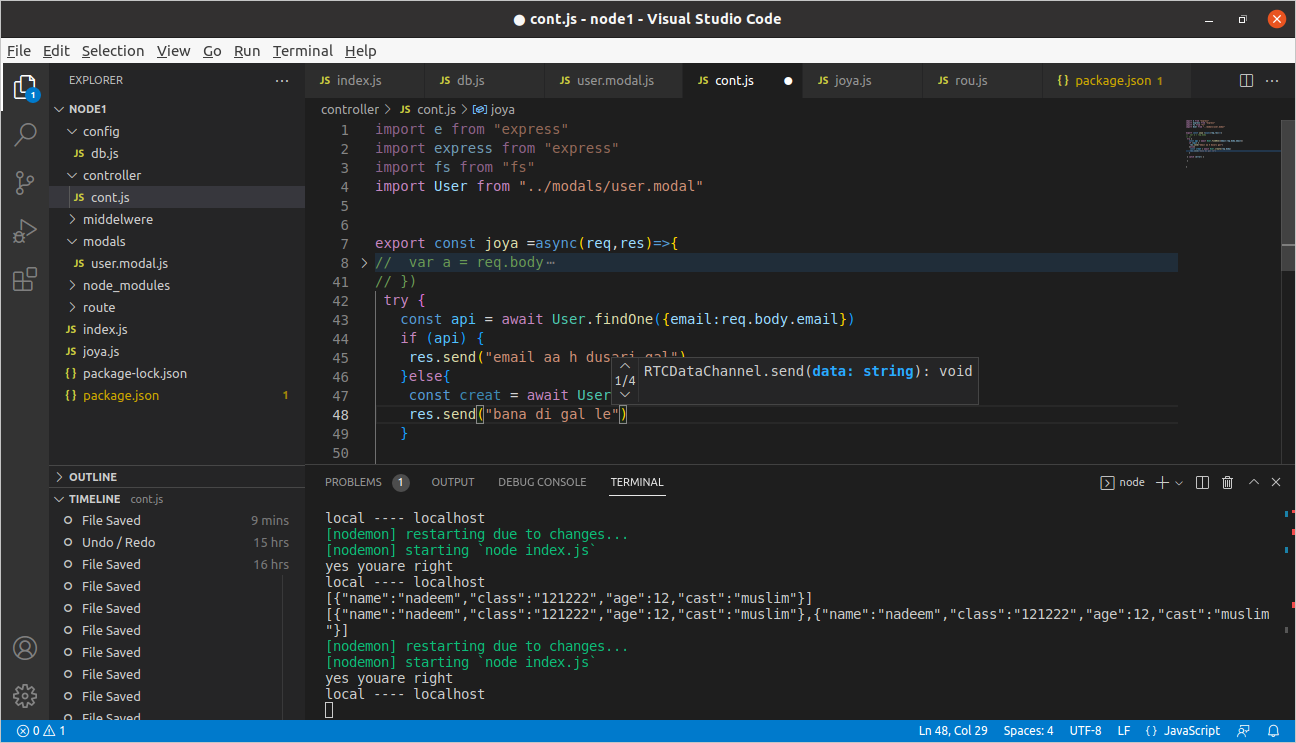 ● cont.js - node1 - Visual Studio Code
File Edit Selection View Go Run Terminal Help
1
EXPLORER ···
NODE1
config
JS db.js
controller
JS cont.js
middelwere
modals
JS user.modal.js
node_modules
route
JS index.js
JS joya.js
{} package-lock.json
{} package.json 1
OUTLINE
TIMELINE cont.js
File Saved 9 mins
Undo / Redo 15 hrs
File Saved 16 hrs
File Saved
File Saved
File Saved
File Saved
File Saved
File Saved
File Saved
JS index.js JS db.js JS user.modal.js JS cont.js ● JS joya.js JS rou.js {} package.json 1 ···
controller > JS cont.js > joya
1 import e from "express"
2 import express from "express"
3 import fs from "fs"
4 import User from "../modals/user.modal"
5
6
7 export const joya =async(req,res)=>{
8 // var a = req.body⋯
41 // })
42 try {
43 const api = await User.findOne({email:req.body.email})
44 if (api) {
45 res.send("email aa h dusari gal")
46 }else{
47 const creat = await User
48 res.send("bana di gal le")
49 }
50
1/4 RTCDataChannel.send(data: string): void
PROBLEMS 1 OUTPUT DEBUG CONSOLE TERMINAL node
local ---- localhost
[nodemon] restarting due to changes...
[nodemon] starting `node index.js`
yes youare right
local ---- localhost
[{"name":"nadeem","class":"121222","age":12,"cast":"muslim"}]
[{"name":"nadeem","class":"121222","age":12,"cast":"muslim"},{"name":"nadeem","class":"121222","age":12,"cast":"muslim
"}]
[nodemon] restarting due to changes...
[nodemon] starting `node index.js`
yes youare right
local ---- localhost
0 1 Ln 48, Col 29 Spaces: 4 UTF-8 LF {} JavaScript